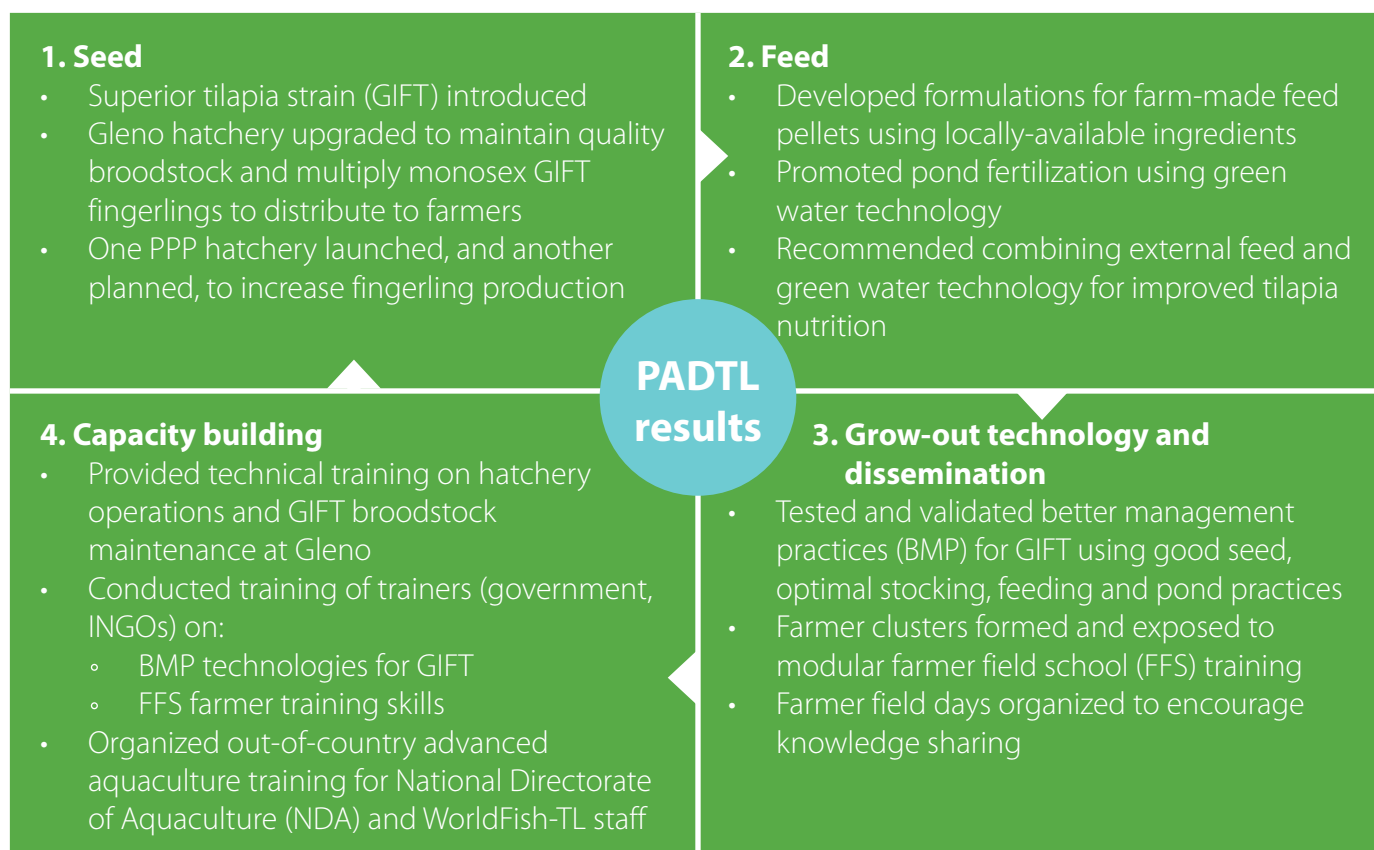 1. Seed
• Superior tilapia strain (GIFT) introduced
• Gleno hatchery upgraded to maintain quality
broodstock and multiply monosex GIFT
fingerlings to distribute to farmers
• One PPP hatchery launched, and another
planned, to increase fingerling production
2. Feed
• Developed formulations for farm-made feed
pellets using locally-available ingredients
• Promoted pond fertilization using green
water technology
• Recommended combining external feed and
green water technology for improved tilapia
nutrition
PADTL
results
3. Grow-out technology and
dissemination
• Tested and validated better management
practices (BMP) for GIFT using good seed,
optimal stocking, feeding and pond practices
• Farmer clusters formed and exposed to
modular farmer field school (FFS) training
• Farmer field days organized to encourage
knowledge sharing
4. Capacity building
• Provided technical training on hatchery
operations and GIFT broodstock
maintenance at Gleno
• Conducted training of trainers (government,
INGOs) on:
◦ BMP technologies for GIFT
◦ FFS farmer training skills
• Organized out-of-country advanced
aquaculture training for National Directorate
of Aquaculture (NDA) and WorldFish-TL staff